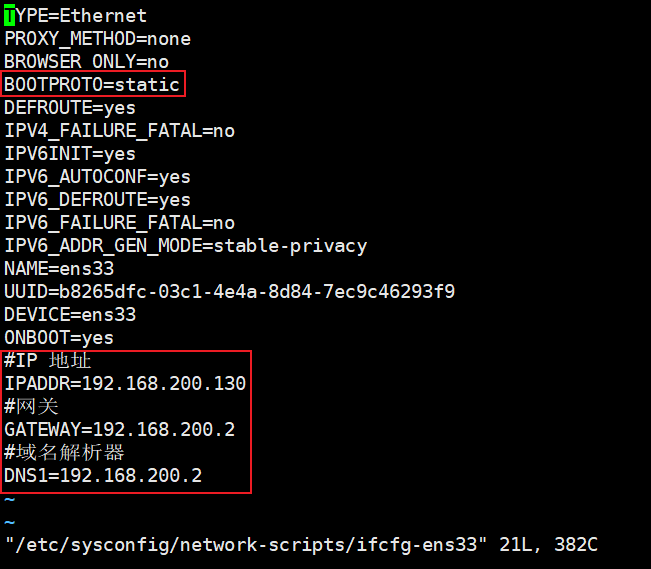 TYPE=Ethernet
PROXY_METHOD=none
BROWSER_ONLY=no
BOOTPROTO=static
DEFROUTE=yes
IPV4_FAILURE_FATAL=no
IPV6INIT=yes
IPV6_AUTOCONF=yes
IPV6_DEFROUTE=yes
IPV6_FAILURE_FATAL=no
IPV6_ADDR_GEN_MODE=stable-privacy
NAME=ens33
UUID=b8265dfc-03c1-4e4a-8d84-7ec9c46293f9
DEVICE=ens33
ONBOOT=yes
#IP 地址
IPADDR=192.168.200.130
#网关
GATEWAY=192.168.200.2
#域名解析器
DNS1=192.168.200.2
~
~
"/etc/sysconfig/network-scripts/ifcfg-ens33" 21L, 382C